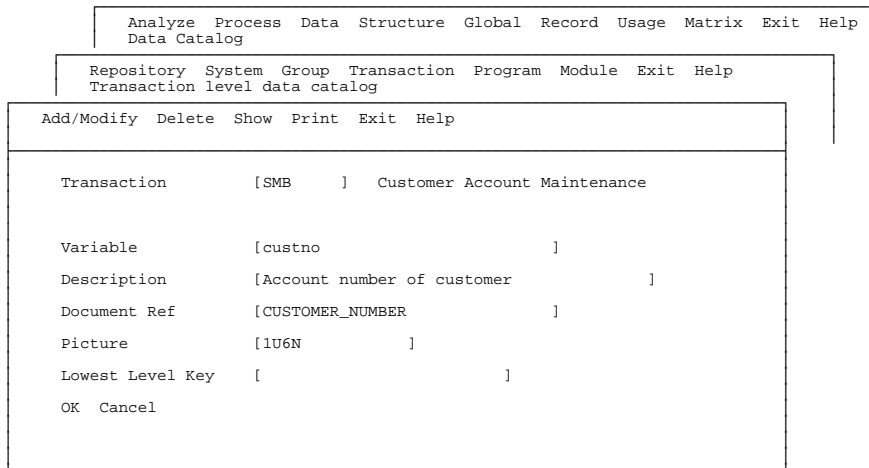 Analyze Process Data Structure Global Record Usage Matrix Exit Help
Data Catalog
Repository System Group Transaction Program Module Exit Help
Transaction level data catalog
Add/Modify Delete Show Print Exit Help
Transaction [SMB ] Customer Account Maintenance
Variable [custno ]
Description [Account number of customer ]
Document Ref [CUSTOMER_NUMBER ]
Picture [1U6N ]
Lowest Level Key [ ]
OK Cancel